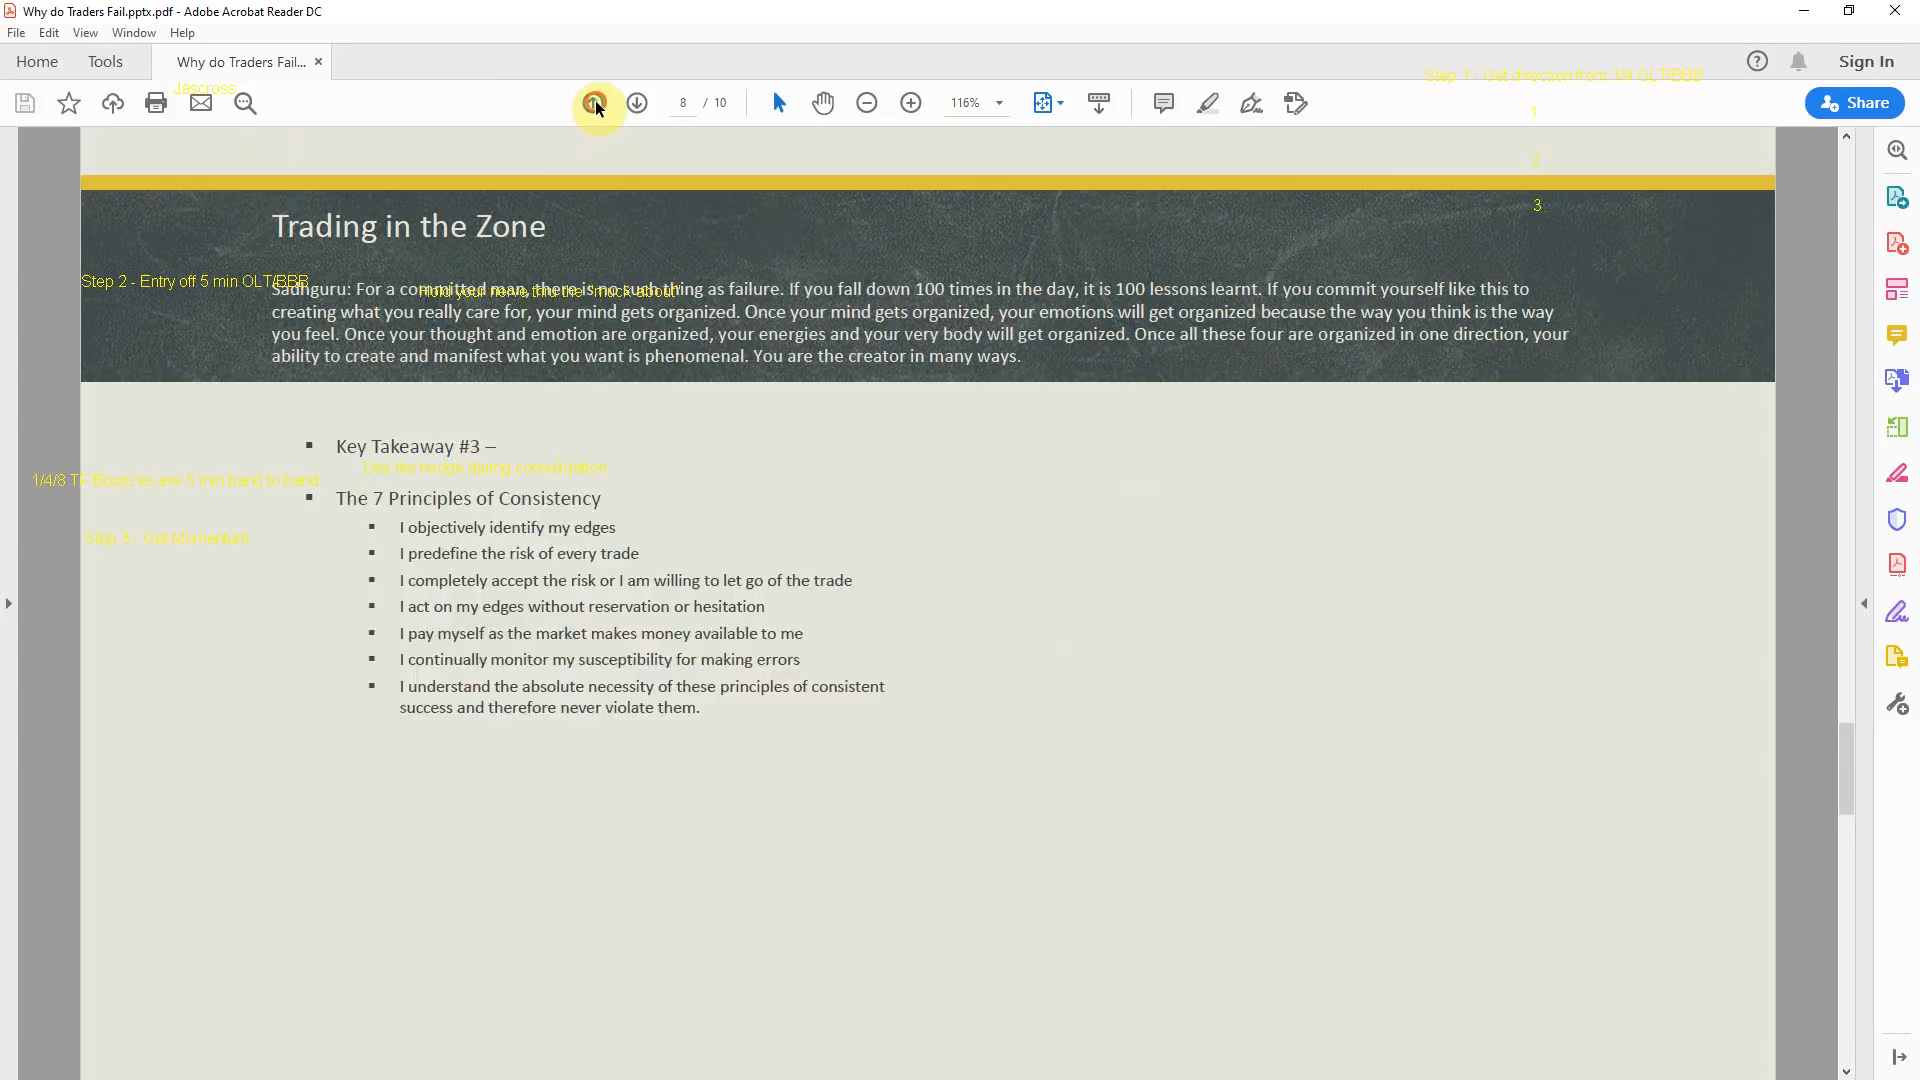 Why do Traders Fail.pptx.pdf - Adobe Acrobat Reader DC
File Edit View Window Help
Home Tools Why do Traders Fail... × Sign In
Jascross
Step 1 - Get direction from 1/4 OLT/BBB
8 / 10 116% Share
1
2
3
Trading in the Zone
Step 2 - Entry off 5 min OLT/BBB
Hold your nerve thru the "muck about"
Sadhguru: For a committed man, there is no such thing as failure. If you fall down 100 times in the day, it is 100 lessons learnt. If you commit yourself like this to
creating what you really care for, your mind gets organized. Once your mind gets organized, your emotions will get organized because the way you think is the way
you feel. Once your thought and emotion are organized, your energies and your very body will get organized. Once all these four are organized in one direction, your
ability to create and manifest what you want is phenomenal. You are the creator in many ways.
▪ Key Takeaway #3 –
Use the hedge during consolidation
1/4/8 TF Bounces are 5 min band to band
▪ The 7 Principles of Consistency
▪ I objectively identify my edges
Step 3 - Get Momentum
▪ I predefine the risk of every trade
▪ I completely accept the risk or I am willing to let go of the trade
▪ I act on my edges without reservation or hesitation
▪ I pay myself as the market makes money available to me
▪ I continually monitor my susceptibility for making errors
▪ I understand the absolute necessity of these principles of consistent
success and therefore never violate them.